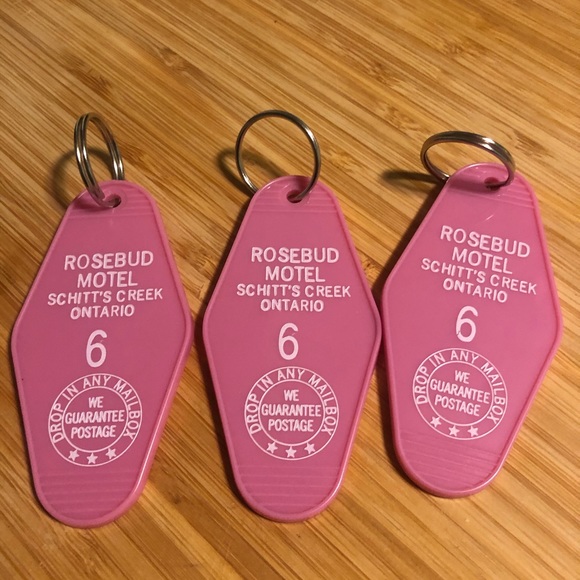 ROSEBUD
MOTEL
SCHITT'S CREEK
ONTARIO
6
DROP IN ANY MAILBOX
WE
GUARANTEE
POSTAGE
ROSEBUD
MOTEL
SCHITT'S CREEK
ONTARIO
6
DROP IN ANY MAILBOX
WE
GUARANTEE
POSTAGE
ROSEBUD
MOTEL
SCHITT'S CREEK
ONTARIO
6
DROP IN ANY MAILBOX
WE
GUARANTEE
POSTAGE